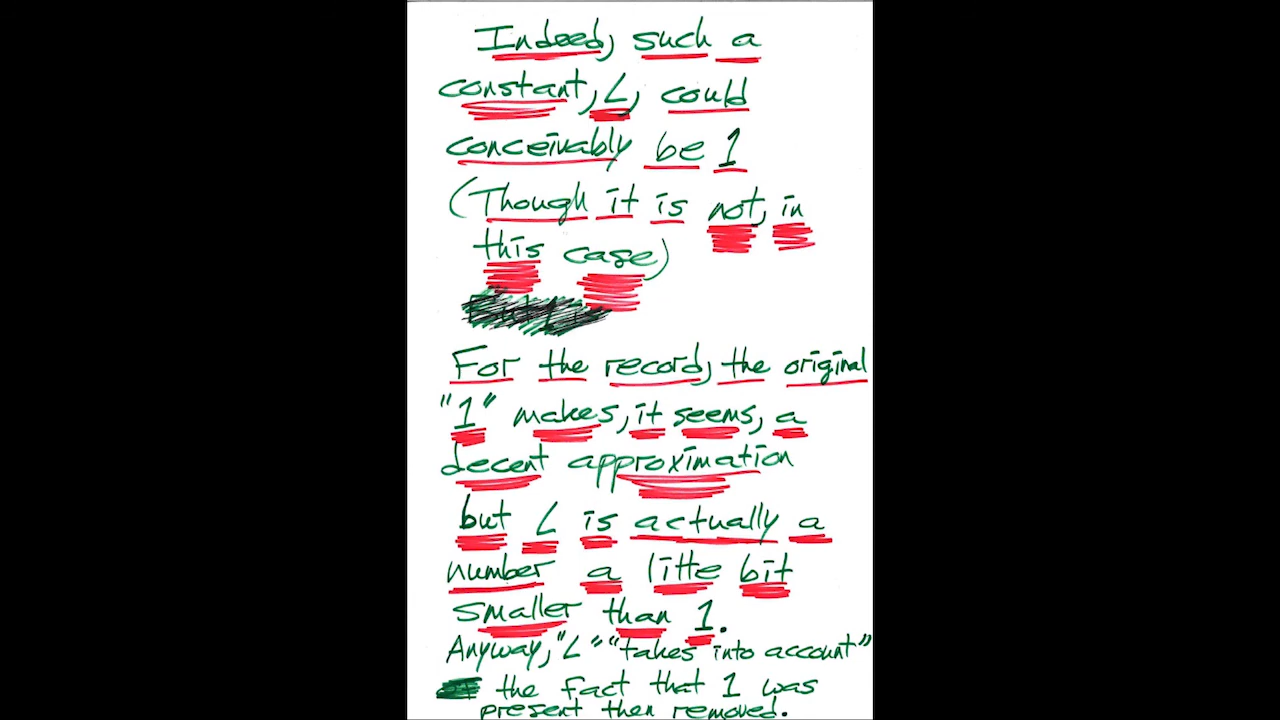 Indeed, such a
constant, L, could
conceivably be 1
(Though it is not, in
this case)
For the record, the original
"1" makes, it seems, a
decent approximation
but L is actually a
number a litte bit
smaller than 1.
Anyway, "L" "takes into account"
the fact that 1 was
present then removed.